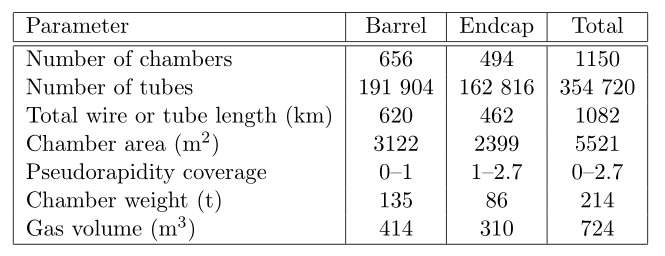 Parameter Barrel Endcap Total
Number of chambers 656 494 1150
Number of tubes 191 904 162 816 354 720
Total wire or tube length (km) 620 462 1082
Chamber area (m²) 3122 2399 5521
Pseudorapidity coverage 0–1 1–2.7 0–2.7
Chamber weight (t) 135 86 214
Gas volume (m³) 414 310 724